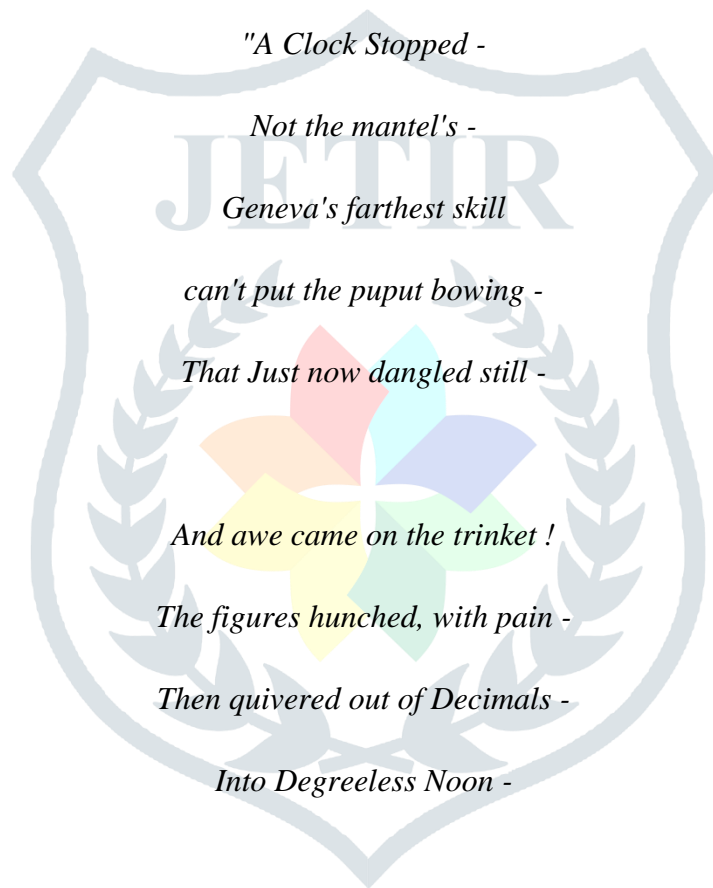 "A Clock Stopped -
Not the mantel's -
JETIR
Geneva's farthest skill
can't put the puput bowing -
That Just now dangled still -
And awe came on the trinket !
The figures hunched, with pain -
Then quivered out of Decimals -
Into Degreeless Noon -